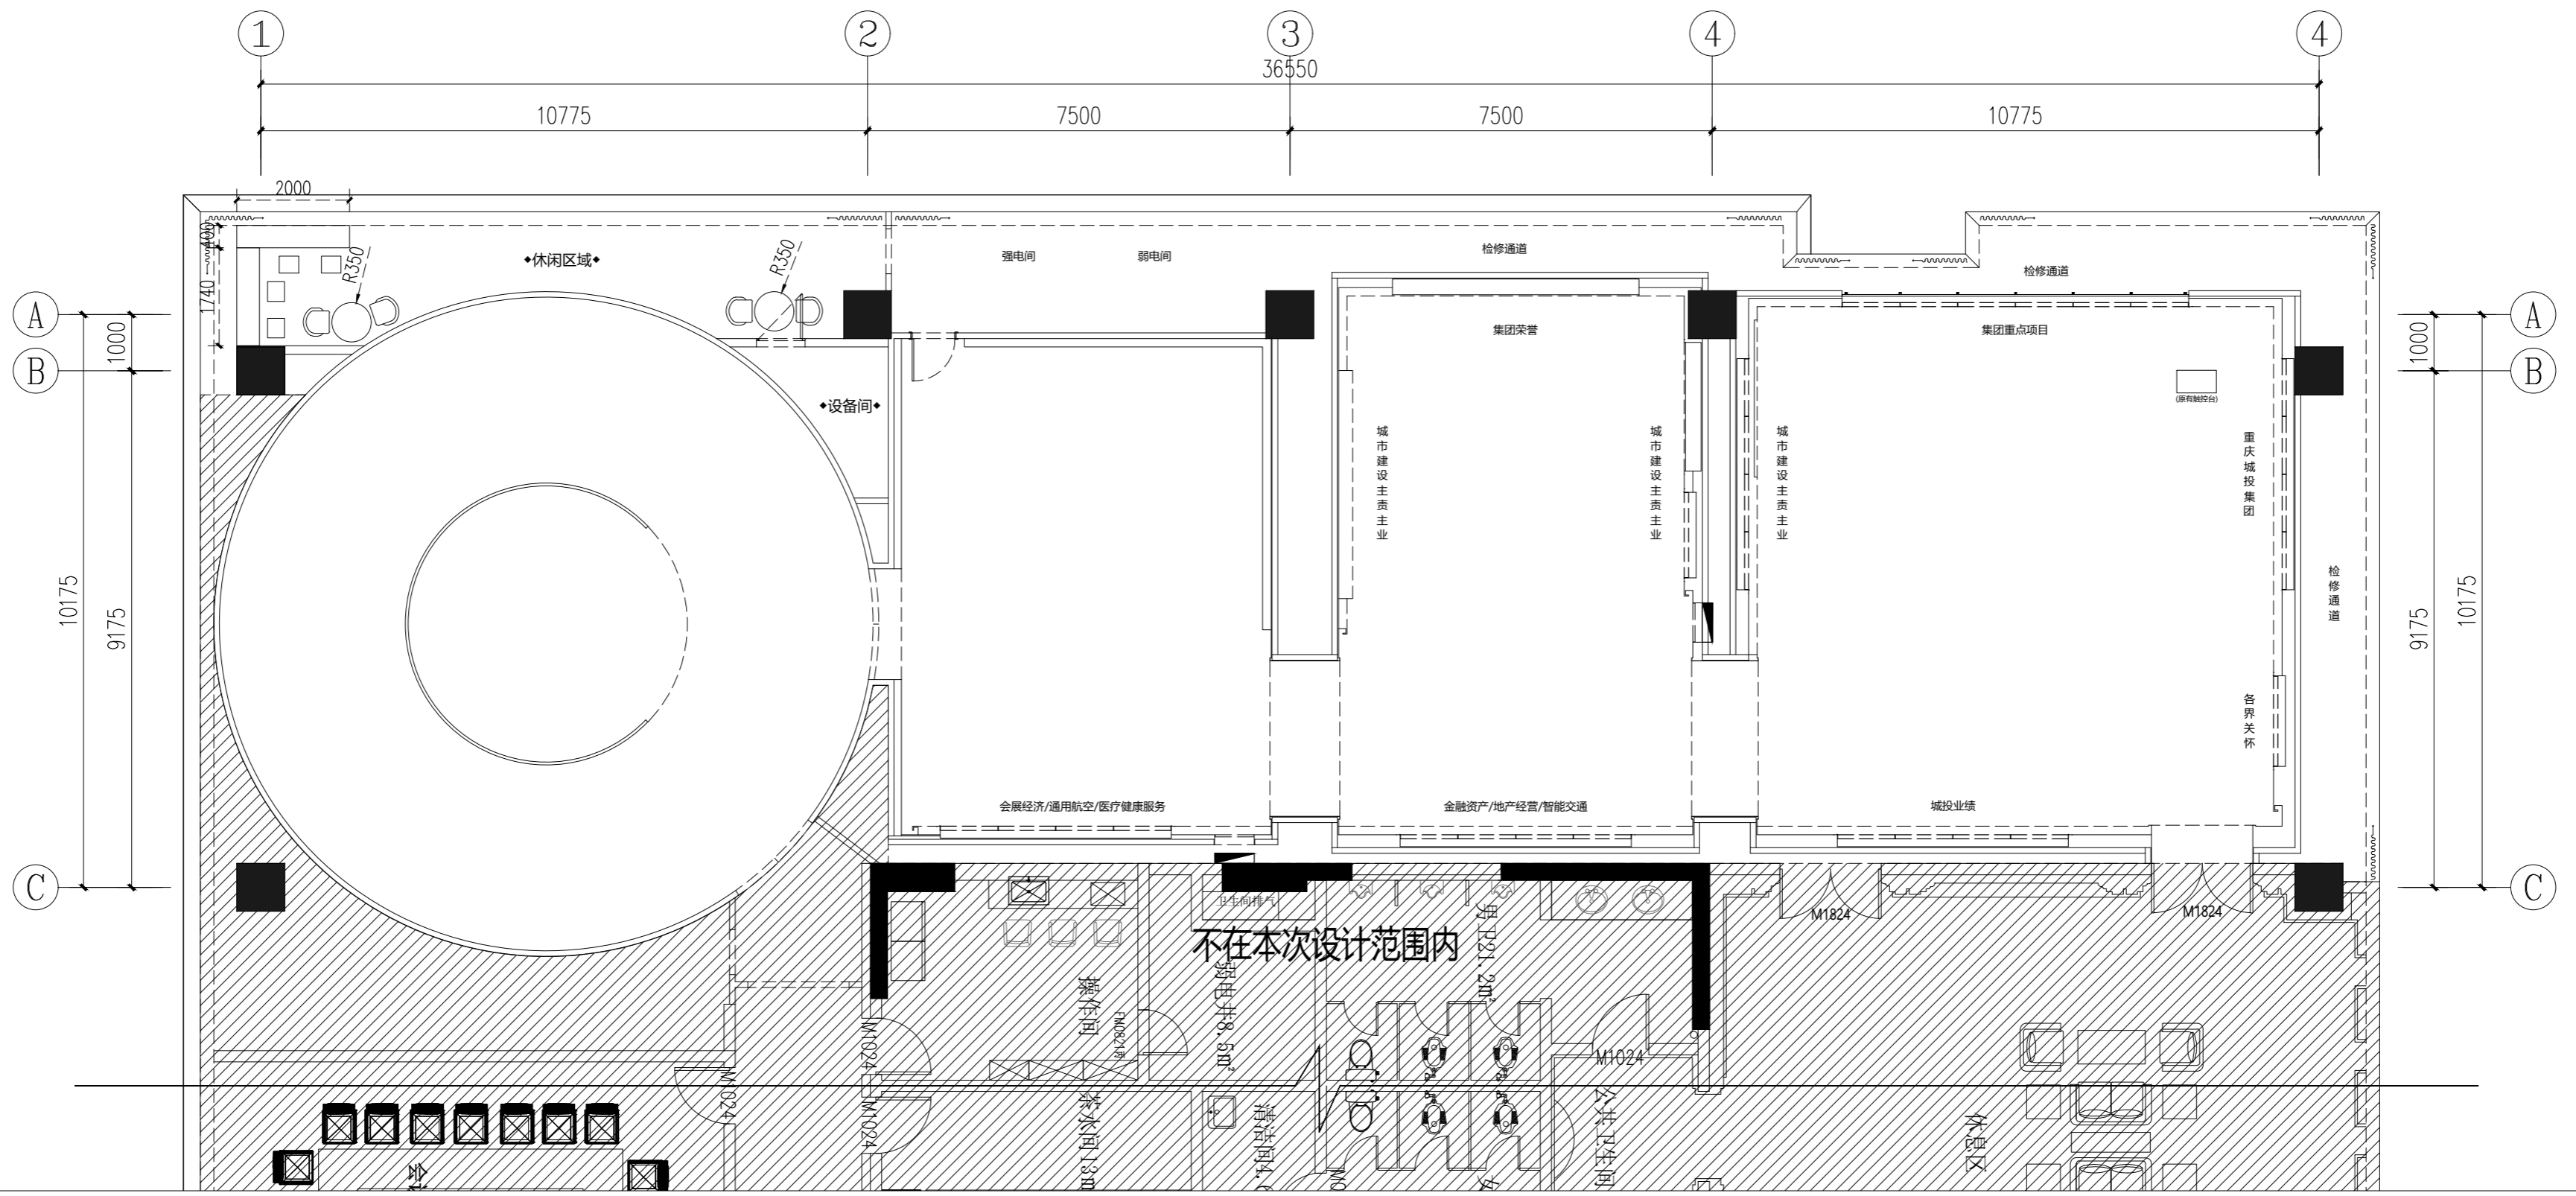 1
2
3
4
4
36550
10775
7500
7500
10775
2000
400
1740
R350
R350
◆休闲区域◆
强电间
弱电间
检修通道
检修通道
A
B
C
1000
9175
10175
A
B
C
1000
9175
10175
集团荣誉
集团重点项目
(原有触控台)
◆设备间◆
城市建设主责主业
城市建设主责主业
城市建设主责主业
重庆城投集团
检修通道
各界关怀
会展经济/通用航空/医疗健康服务
金融资产/地产经营/智能交通
城投业绩
卫生间排气
M1824
M1824
不在本次设计范围内
男卫21.2m²
弱电井8.5m²
操作间
FM0821丙
M1024
M1024
M1024
M1024
茶水间13m
清洁间4.
公共卫生间
休息区
女